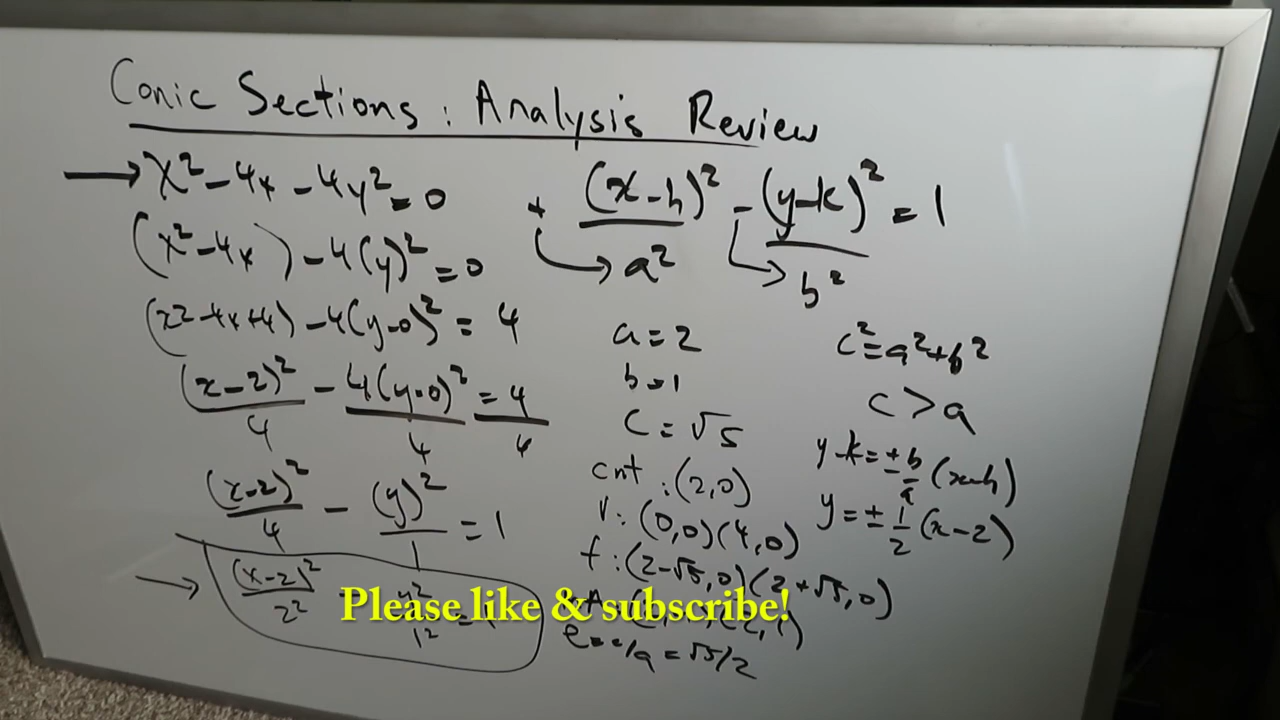 Conic Sections: Analysis Review
→ x² - 4x - 4y² = 0
(x² - 4x ) - 4(y)² = 0
(x² - 4x + 4) - 4(y-0)² = 4
(x-2)²/4 - 4(y-0)²/4 = 4/4
(x-2)²/4 - (y)²/1 = 1
→ (x-2)²/2² y²/1² =
+ (x-h)²/a² - (y-k)²/b² = 1
a = 2
b = 1
c = √5
cnt : (2,0)
V: (0,0) (4,0)
f: (2-√5,0) (2+√5,0)
e = c/a = √5/2
c² = a² + b²
c > a
y-k = ± b/a (x-h)
y = ± 1/2 (x-2)
Please like & subscribe!